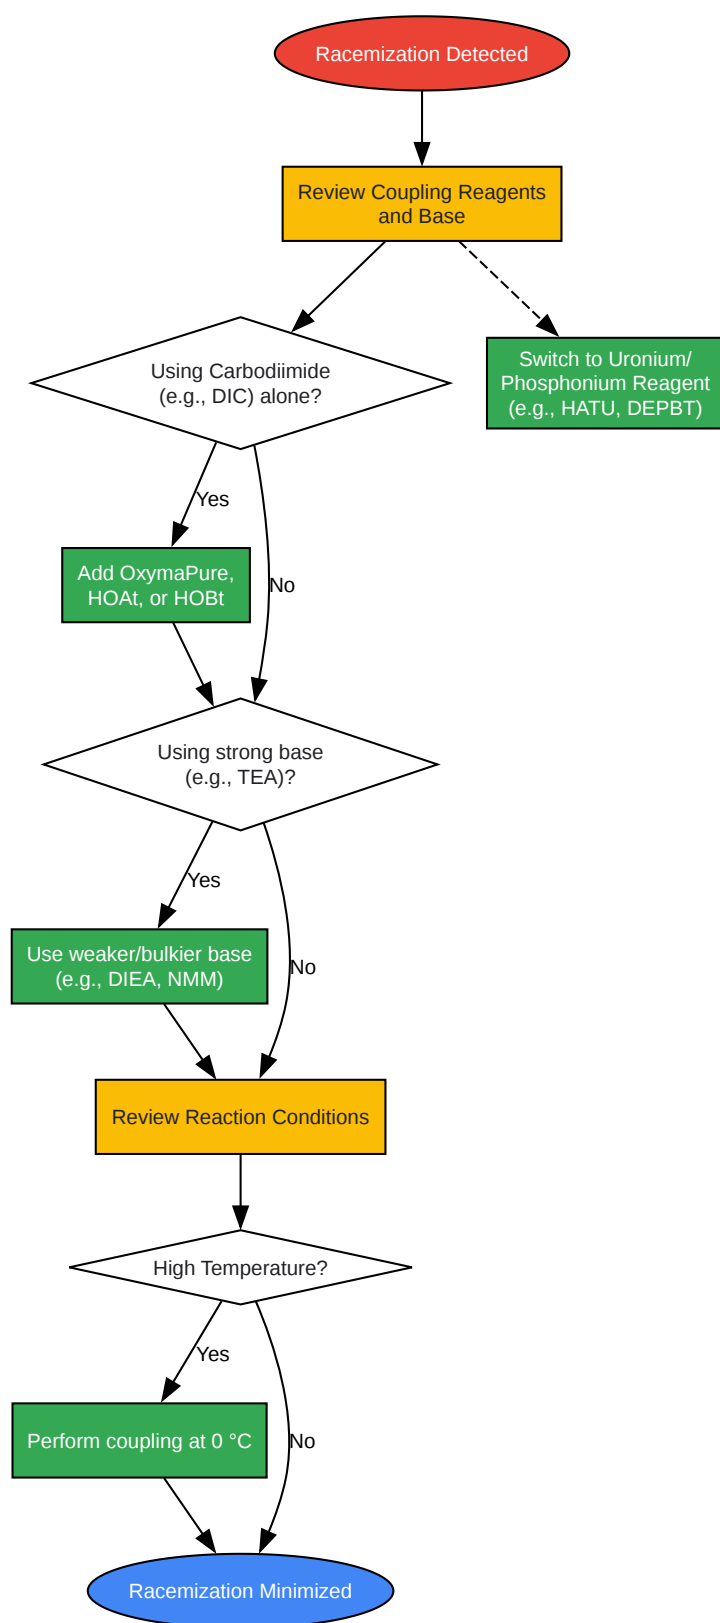 Racemization Detected
Review Coupling Reagents
and Base
Using Carbodiimide
(e.g., DIC) alone?
Switch to Uronium/
Phosphonium Reagent
(e.g., HATU, DEPBT)
Yes
Add OxymaPure,
HOAt, or HOBt
No
Using strong base
(e.g., TEA)?
Yes
Use weaker/bulkier base
(e.g., DIEA, NMM)
No
Review Reaction Conditions
High Temperature?
Yes
Perform coupling at 0 °C
No
Racemization Minimized